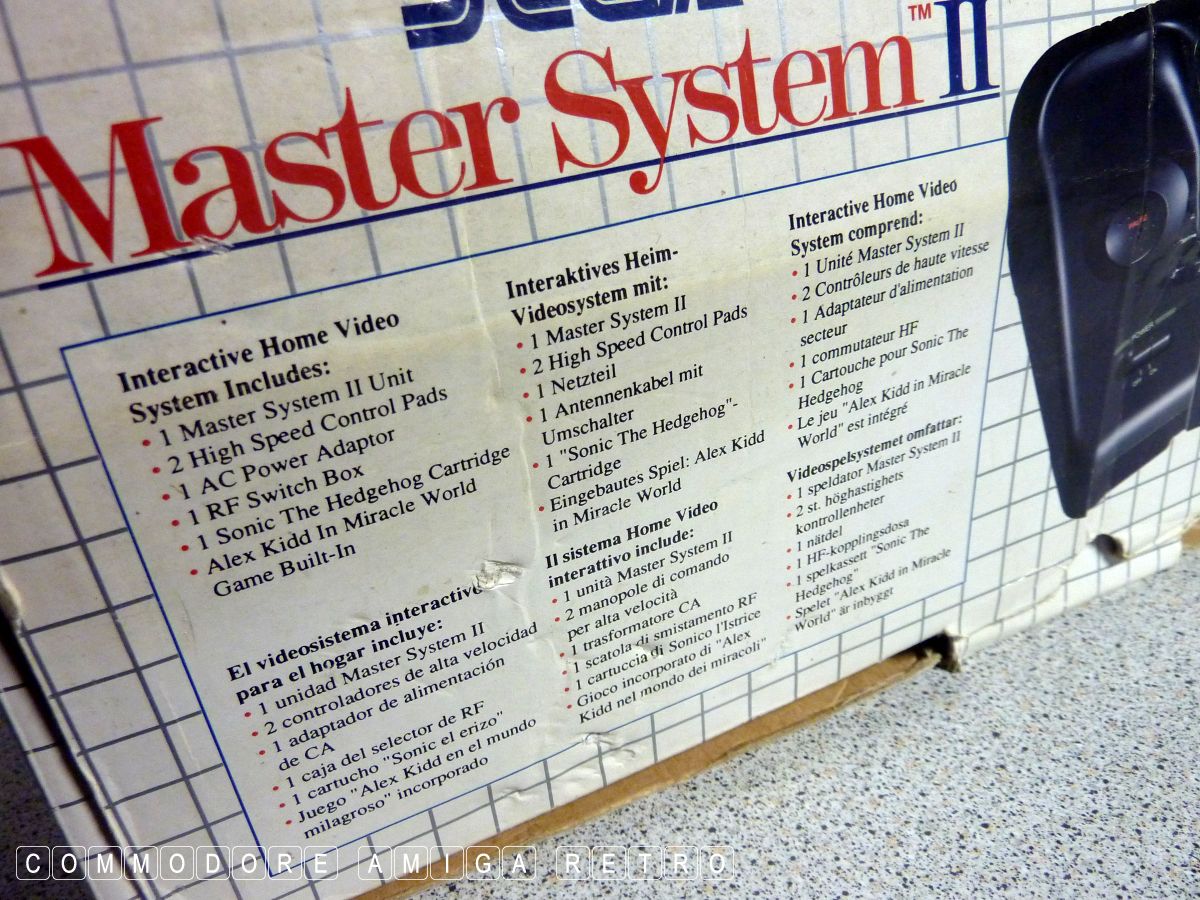 SEGA
Master System II
TM
Interactive Home Video
System Includes:
• 1 Master System II Unit
• 2 High Speed Control Pads
• 1 AC Power Adaptor
• 1 RF Switch Box
• 1 Sonic The Hedgehog Cartridge
• Alex Kidd In Miracle World
Game Built-In
El videosistema interactivo
para el hogar incluye:
• 1 unidad Master System II
• 2 controladores de alta velocidad
• 1 adaptador de alimentación
de CA
• 1 caja del selector de RF
• 1 cartucho "Sonic el erizo"
• Juego "Alex Kidd en el mundo
milagroso" incorporado
Interaktives Heim-
Videosystem mit:
• 1 Master System II
• 2 High Speed Control Pads
• 1 Netzteil
• 1 Antennenkabel mit
Umschalter
• 1 "Sonic The Hedgehog"-
Cartridge
• Eingebautes Spiel: Alex Kidd
in Miracle World
Il sistema Home Video
interattivo include:
• 1 unità Master System II
• 2 manopole di comando
per alta velocità
• 1 trasformatore CA
• 1 scatola di smistamento RF
• 1 cartuccia di Sonico l'Istrice
• Gioco incorporato di "Alex
Kidd nel mondo dei miracoli"
Interactive Home Video
System comprend:
• 1 Unité Master System II
• 2 Contrôleurs de haute vitesse
• 1 Adaptateur d'alimentation
secteur
• 1 commutateur HF
• 1 Cartouche pour Sonic The
Hedgehog
• Le jeu "Alex Kidd in Miracle
World" est intégré
Videospelsystemet omfattar:
• 1 speldator Master System II
• 2 st. höghastighets
kontrollenheter
• 1 nätdel
• 1 HF-kopplingsdosa
• 1 spelkassett "Sonic The
Hedgehog"
• Spelet "Alex Kidd in Miracle
World" är inbyggt
COMMODORE AMIGA RETRO